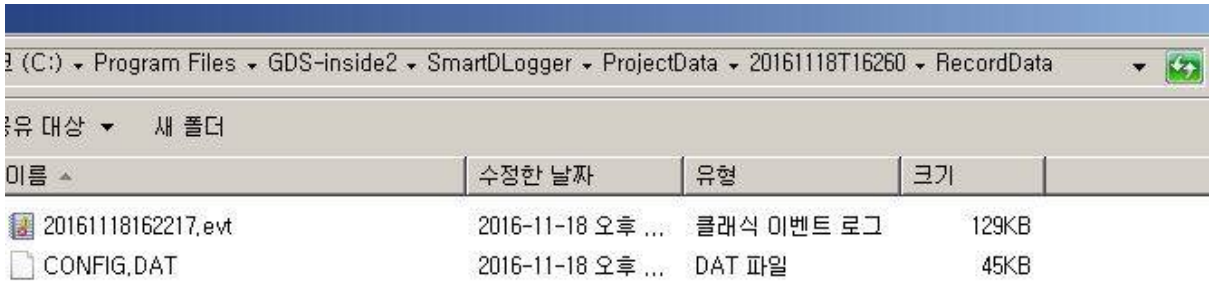 (C:) ▾ Program Files ▾ GDS-inside2 ▾ SmartDLogger ▾ ProjectData ▾ 20161118T16260 ▾ RecordData
대상 ▾ 새 폴더
이름 수정한 날짜 유형 크기
20161118162217.evt 2016-11-18 오후 ... 클래식 이벤트 로그 129KB
CONFIG.DAT 2016-11-18 오후 ... DAT 파일 45KB